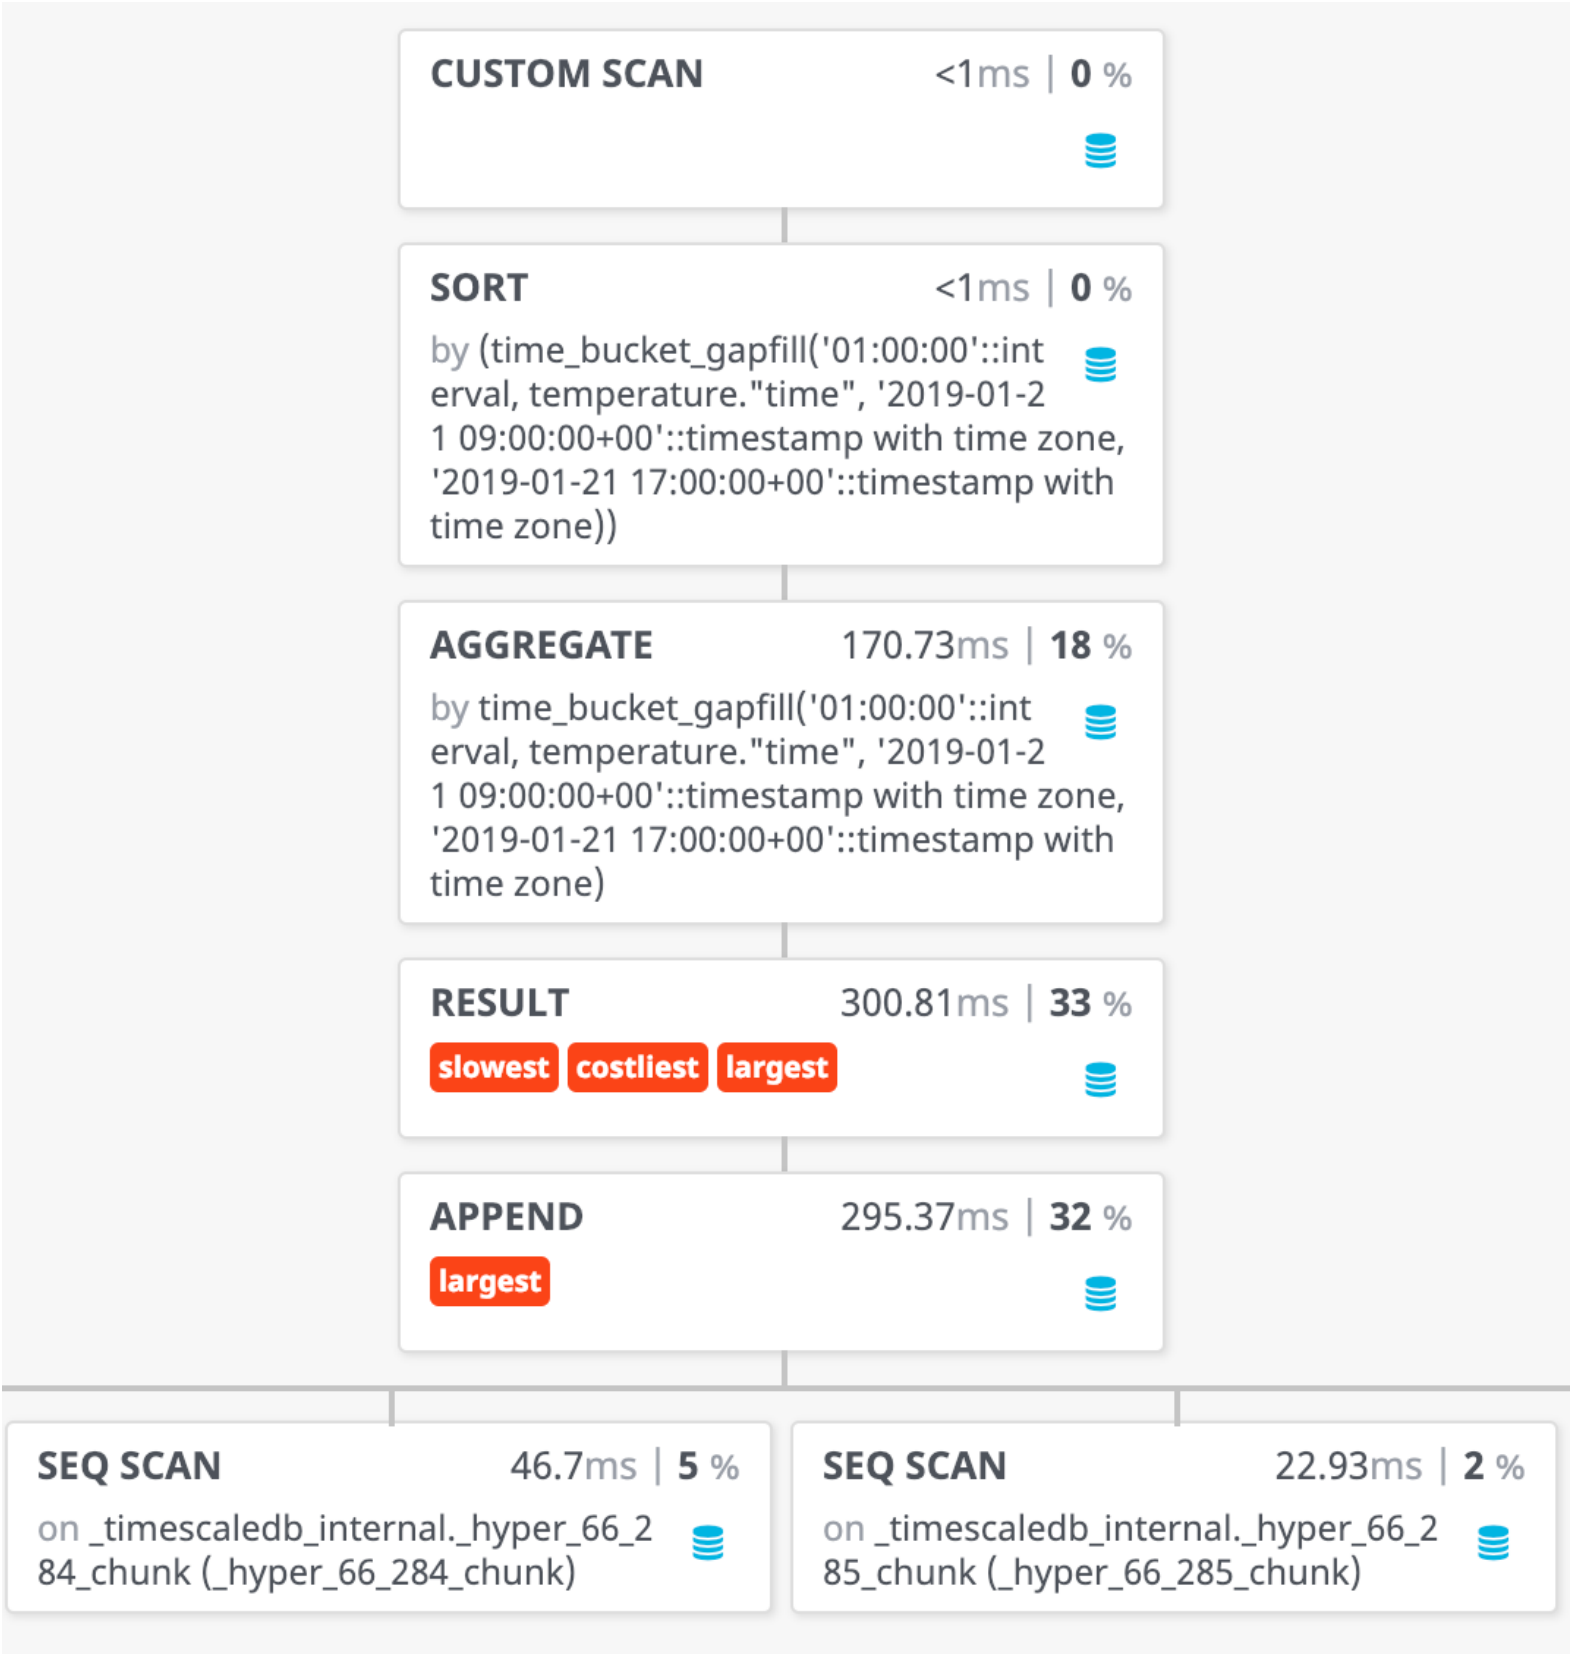 CUSTOM SCAN <1ms | 0 %
SORT <1ms | 0 %
by (time_bucket_gapfill('01:00:00'::int
erval, temperature."time", '2019-01-2
1 09:00:00+00'::timestamp with time zone,
'2019-01-21 17:00:00+00'::timestamp with
time zone))
AGGREGATE 170.73ms | 18 %
by time_bucket_gapfill('01:00:00'::int
erval, temperature."time", '2019-01-2
1 09:00:00+00'::timestamp with time zone,
'2019-01-21 17:00:00+00'::timestamp with
time zone)
RESULT 300.81ms | 33 %
slowest costliest largest
APPEND 295.37ms | 32 %
largest
SEQ SCAN 46.7ms | 5 %
on _timescaledb_internal._hyper_66_2
84_chunk (_hyper_66_284_chunk)
SEQ SCAN 22.93ms | 2 %
on _timescaledb_internal._hyper_66_2
85_chunk (_hyper_66_285_chunk)